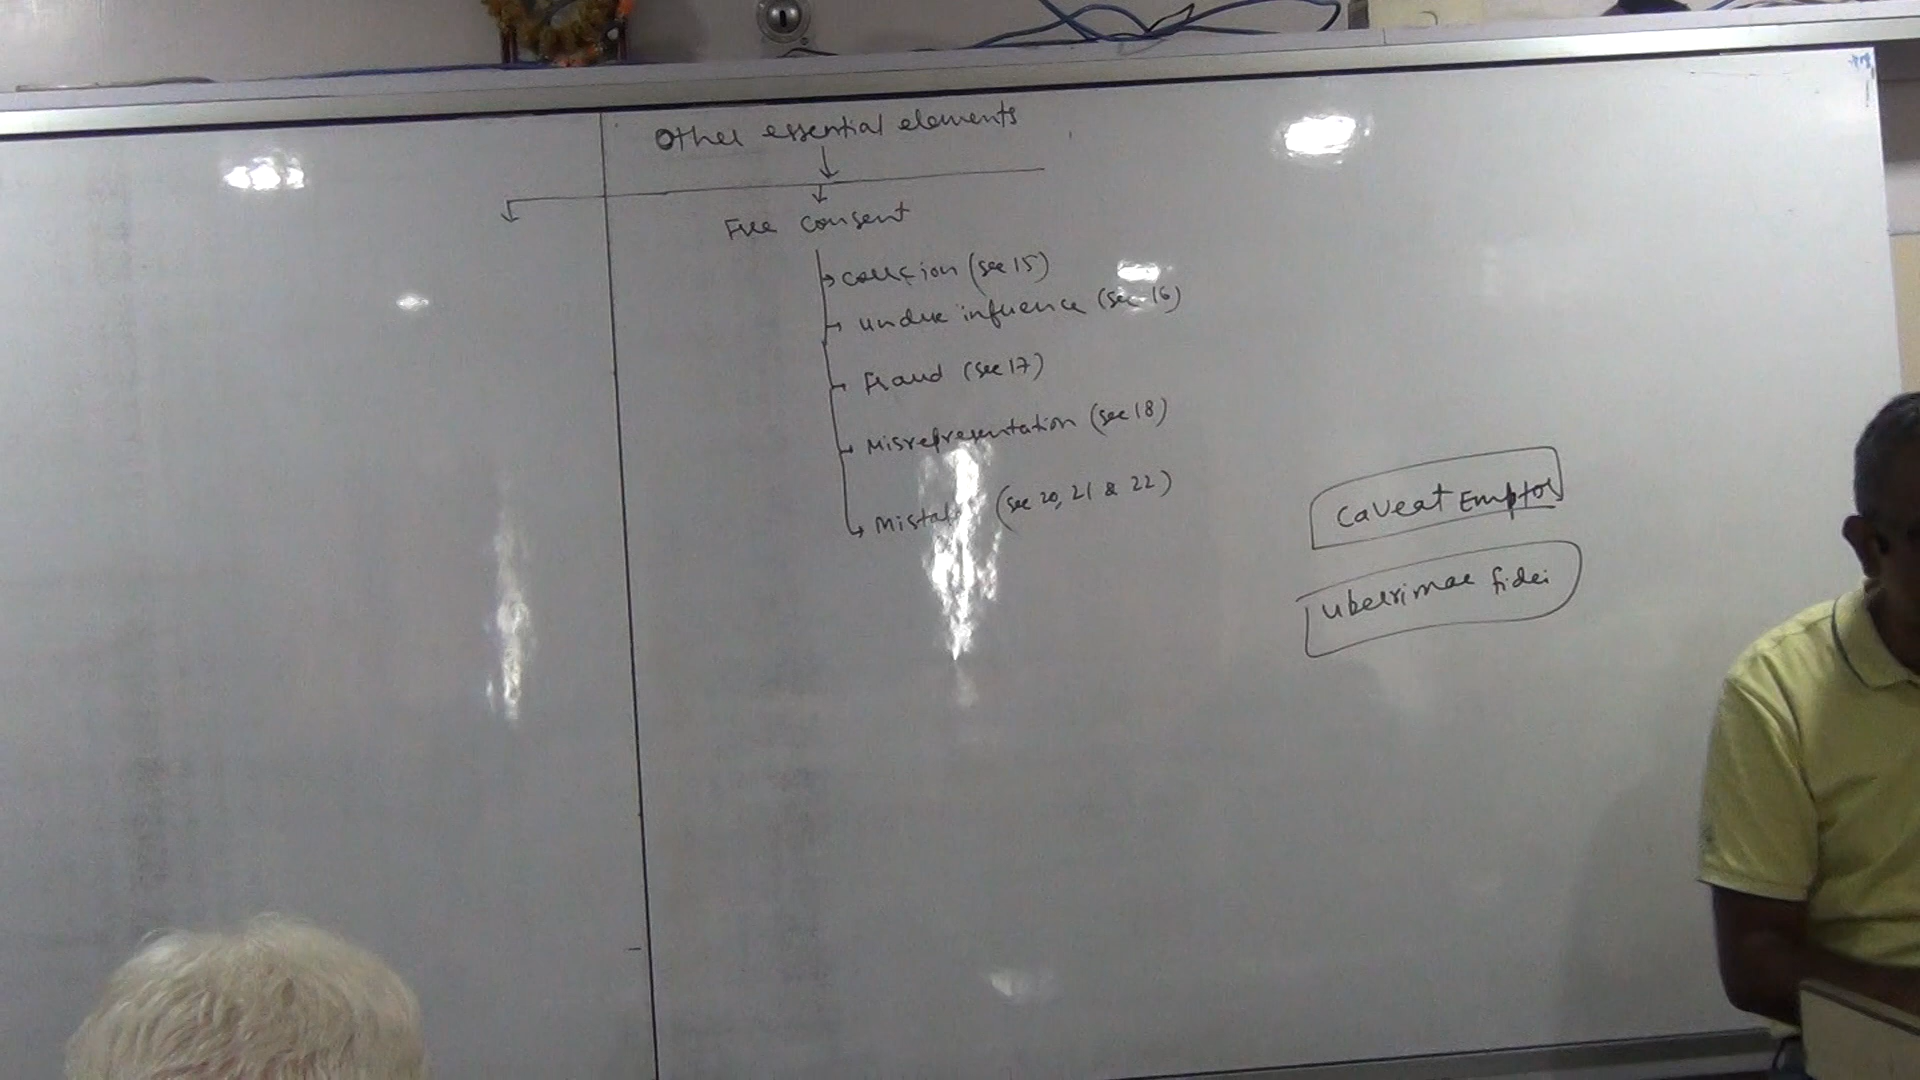 Other essential elements
Free consent
coercion (sec 15)
undue influence (sec 16)
Fraud (sec 17)
Misrepresentation (sec 18)
(sec 20, 21 & 22)
Caveat Emptor
uberrimae fidei